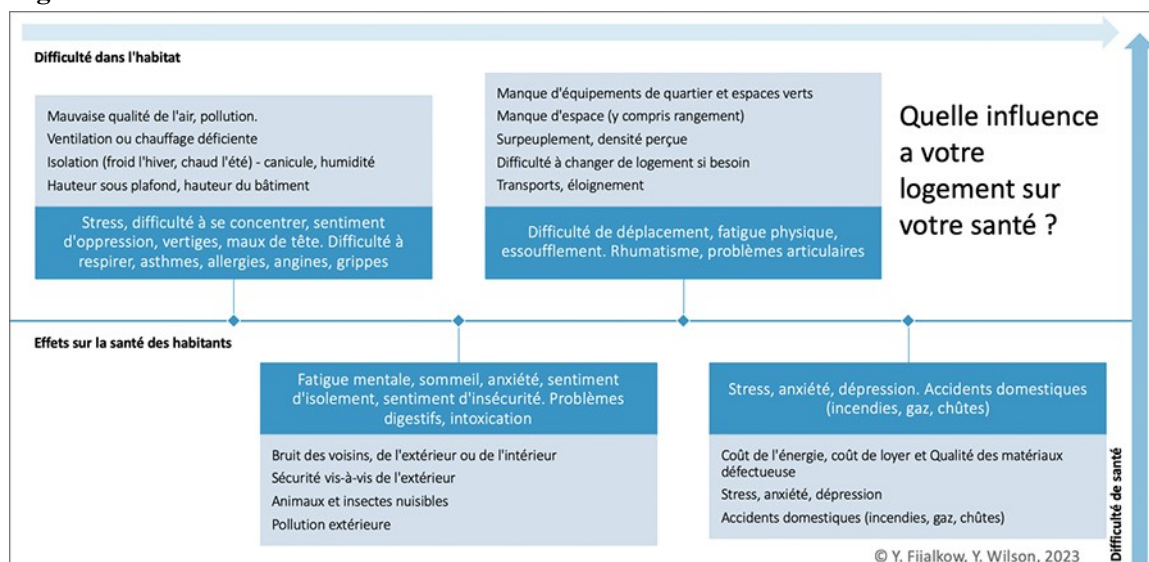 Difficulté dans l'habitat
Mauvaise qualité de l'air, pollution.
Ventilation ou chauffage déficiente
Isolation (froid l'hiver, chaud l'été) - canicule, humidité
Hauteur sous plafond, hauteur du bâtiment
Stress, difficulté à se concentrer, sentiment
d'oppression, vertiges, maux de tête. Difficulté à
respirer, asthmes, allergies, angines, grippes
Manque d'équipements de quartier et espaces verts
Manque d'espace (y compris rangement)
Surpeuplement, densité perçue
Difficulté à changer de logement si besoin
Transports, éloignement
Difficulté de déplacement, fatigue physique,
essoufflement. Rhumatisme, problèmes articulaires
Quelle influence
a votre
logement sur
votre santé ?
Effets sur la santé des habitants
Fatigue mentale, sommeil, anxiété, sentiment
d'isolement, sentiment d'insécurité. Problèmes
digestifs, intoxication
Bruit des voisins, de l'extérieur ou de l'intérieur
Sécurité vis-à-vis de l'extérieur
Animaux et insectes nuisibles
Pollution extérieure
Stress, anxiété, dépression. Accidents domestiques
(incendies, gaz, chûtes)
Coût de l'énergie, coût de loyer et Qualité des matériaux
défectueuse
Stress, anxiété, dépression
Accidents domestiques (incendies, gaz, chûtes)
Difficulté de santé
© Y. Fijalkow, Y. Wilson, 2023